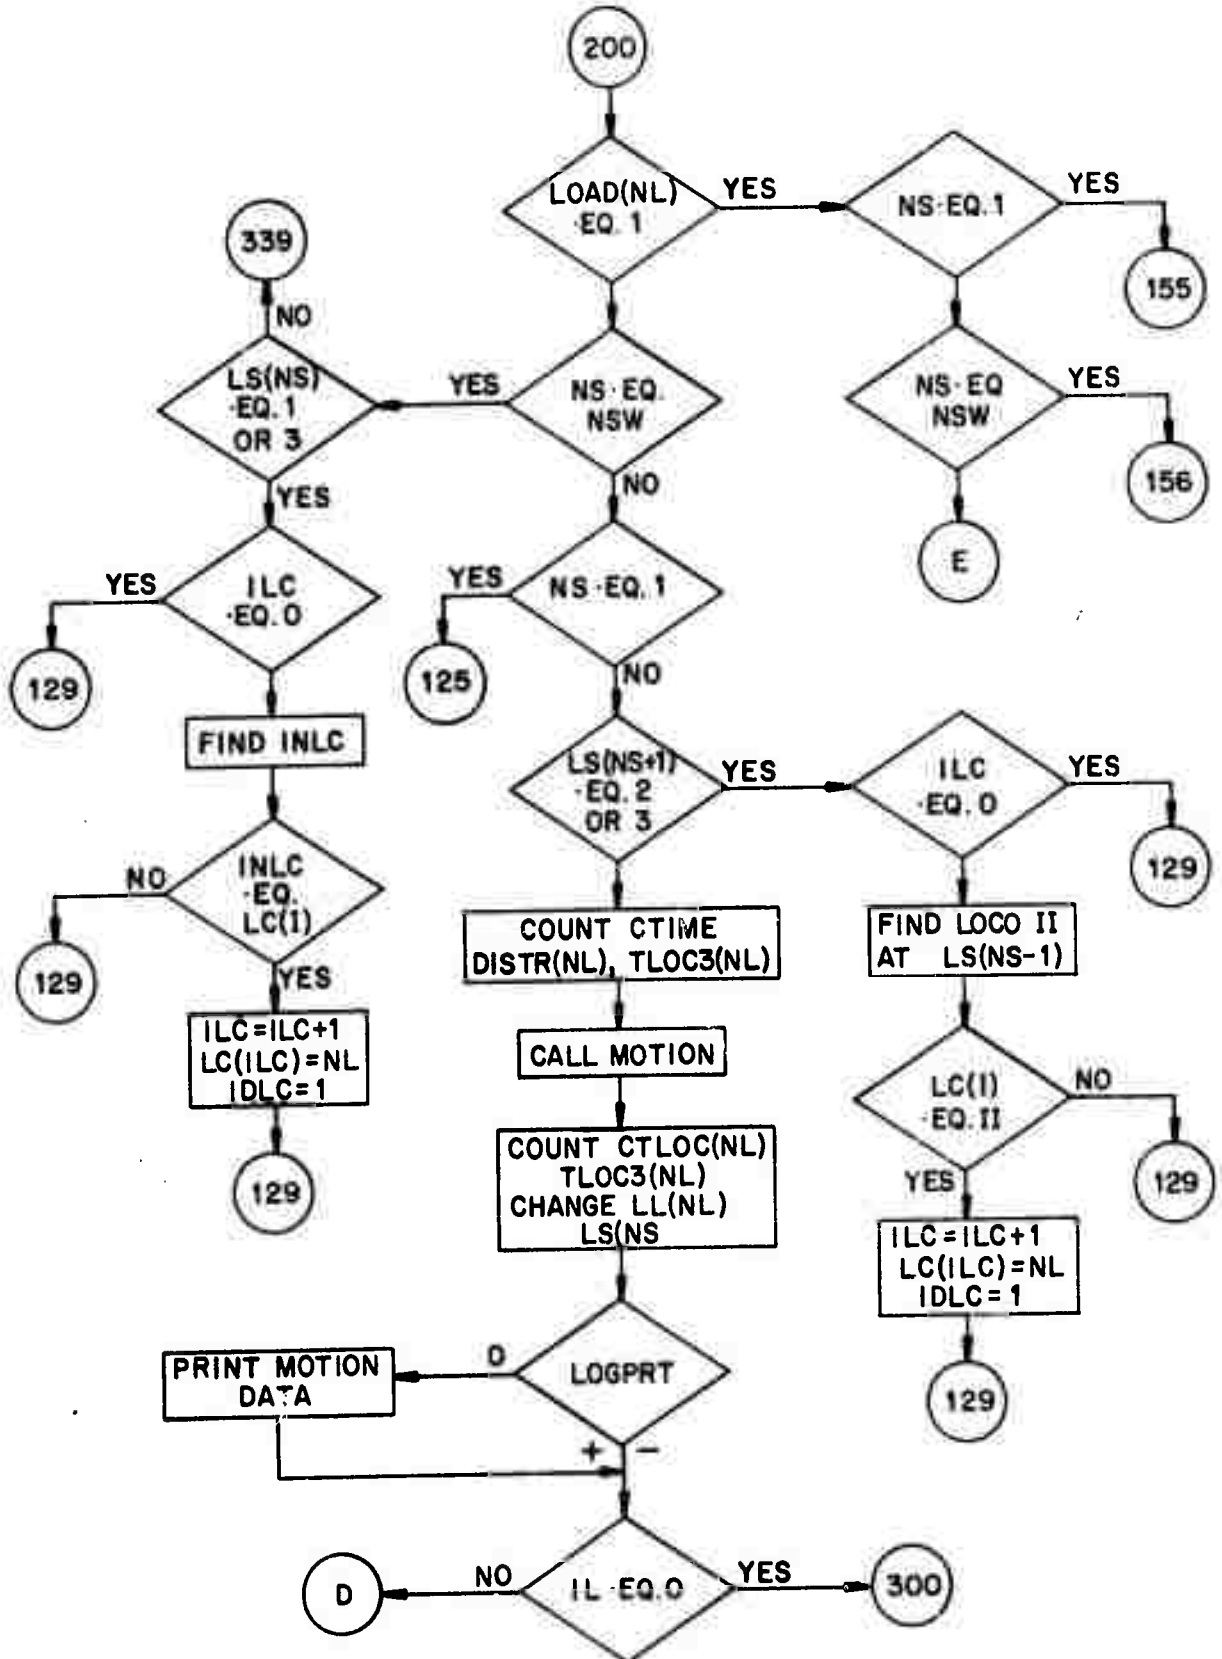 200
LOAD(NL)
·EQ. 1
YES
NS·EQ. 1
YES
155
339
NO
LS(NS)
·EQ. 1
OR 3
YES
NS·EQ.
NSW
NS·EQ
NSW
YES
156
YES
NO
E
ILC
·EQ. 0
YES
129
NS·EQ. 1
YES
125
NO
FIND INLC
LS(NS+1)
·EQ. 2
OR 3
YES
ILC
·EQ. 0
YES
129
INLC
·EQ.
LC(I)
NO
129
YES
COUNT CTIME
DISTR(NL), TLOC3(NL)
FIND LOCO II
AT LS(NS-1)
ILC=ILC+1
LC(ILC)=NL
IDLC=1
129
CALL MOTION
LC(I)
·EQ. II
NO
129
YES
COUNT CTLOC(NL)
TLOC3(NL)
CHANGE LL(NL)
LS(NS
ILC=ILC+1
LC(ILC)=NL
IDLC=1
129
LOGPRT
O
PRINT MOTION
DATA
+ −
IL·EQ. 0
NO
D
YES
300